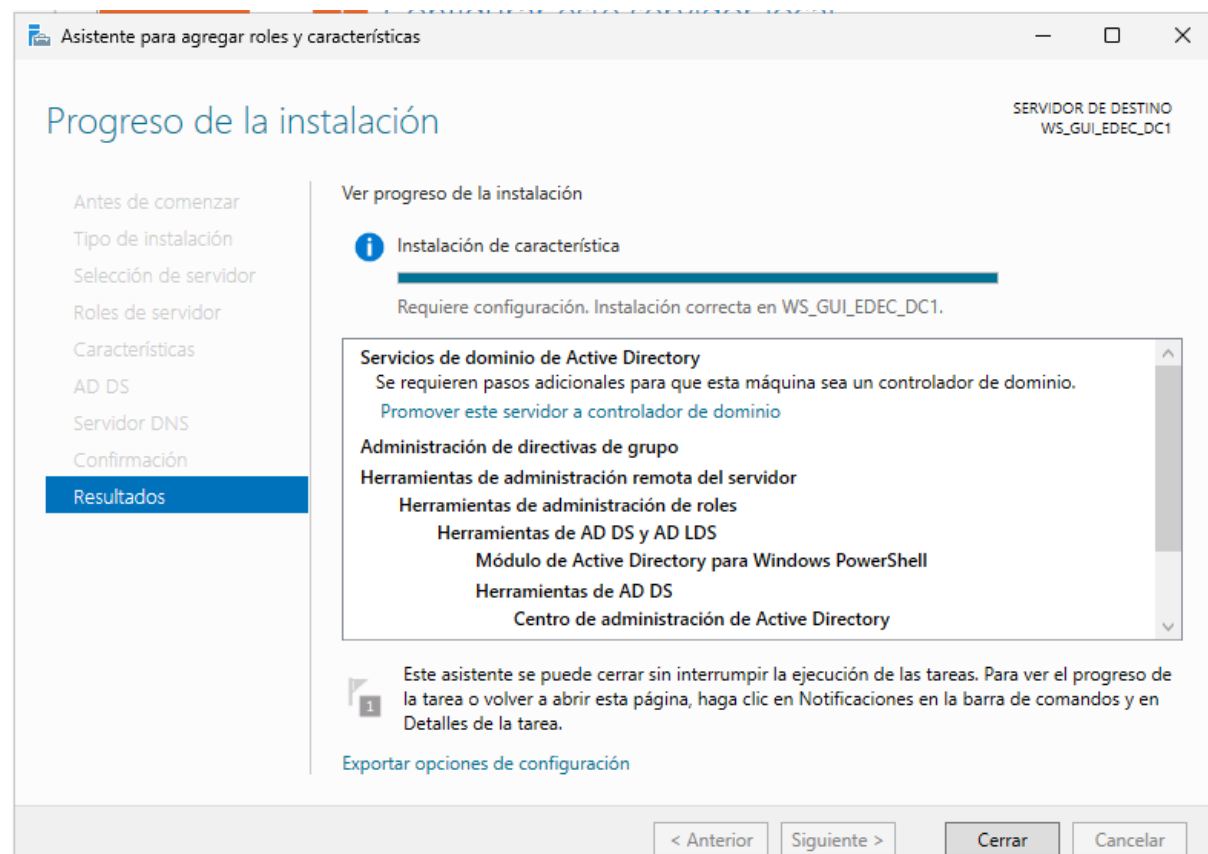 Asistente para agregar roles y características
Progreso de la instalación
SERVIDOR DE DESTINO
WS_GUI_EDEC_DC1
Antes de comenzar
Tipo de instalación
Selección de servidor
Roles de servidor
Características
AD DS
Servidor DNS
Confirmación
Resultados
Ver progreso de la instalación
Instalación de característica
Requiere configuración. Instalación correcta en WS_GUI_EDEC_DC1.
Servicios de dominio de Active Directory
Se requieren pasos adicionales para que esta máquina sea un controlador de dominio.
Promover este servidor a controlador de dominio
Administración de directivas de grupo
Herramientas de administración remota del servidor
Herramientas de administración de roles
Herramientas de AD DS y AD LDS
Módulo de Active Directory para Windows PowerShell
Herramientas de AD DS
Centro de administración de Active Directory
1
Este asistente se puede cerrar sin interrumpir la ejecución de las tareas. Para ver el progreso de
la tarea o volver a abrir esta página, haga clic en Notificaciones en la barra de comandos y en
Detalles de la tarea.
Exportar opciones de configuración
< Anterior
Siguiente >
Cerrar
Cancelar